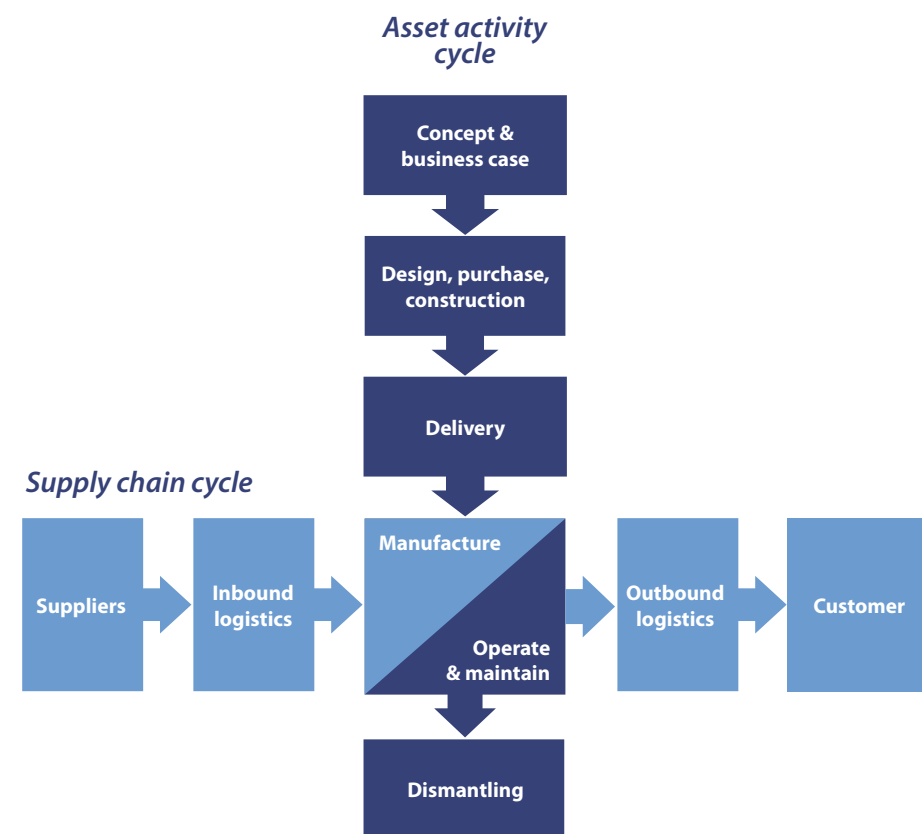 Asset activity
cycle
Concept &
business case
Design, purchase,
construction
Delivery
Supply chain cycle
Suppliers
Inbound
logistics
Manufacture
Operate
& maintain
Outbound
logistics
Customer
Dismantling